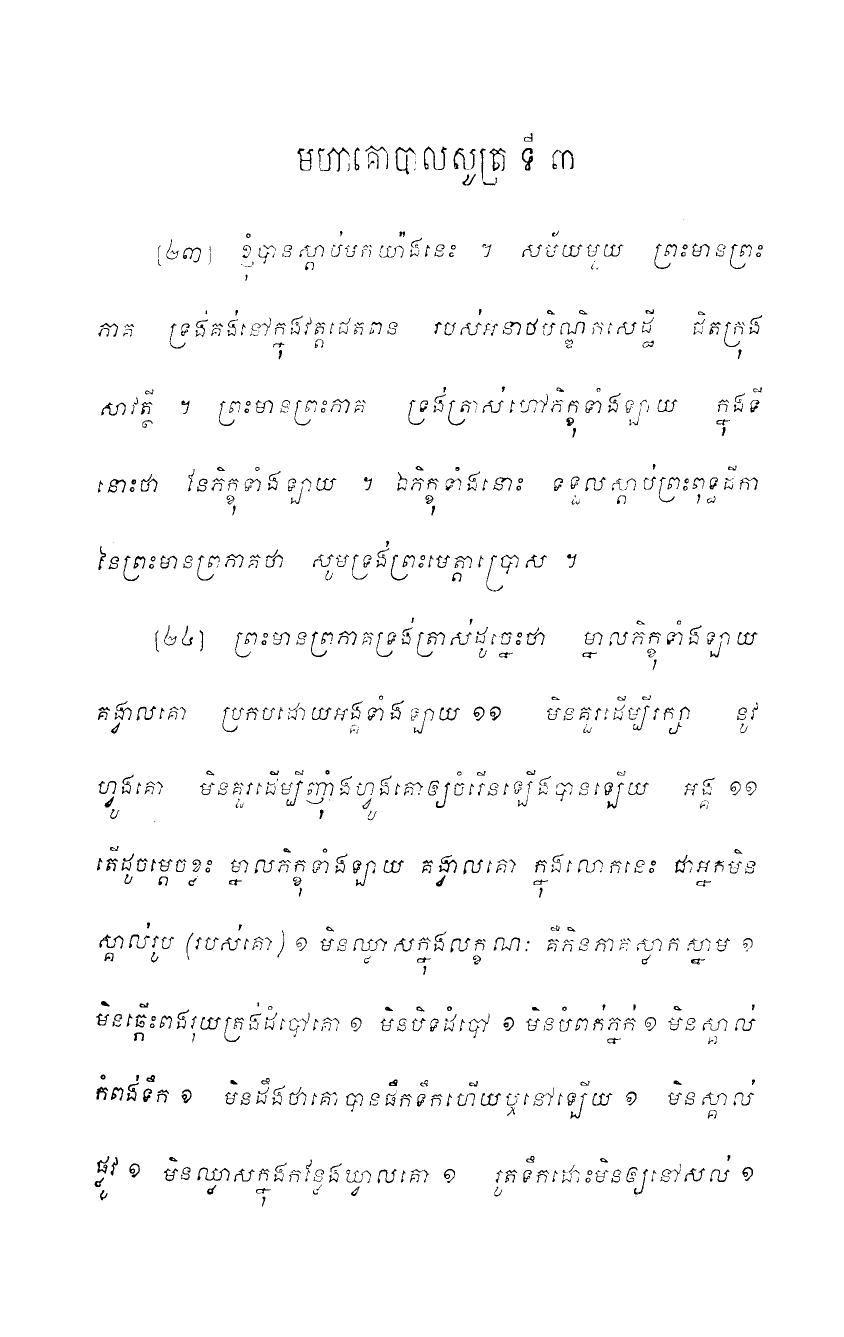 មហាគោបាលសូត្រ ទី ៣
[២៣] ខ្ញុំបានស្តាប់មកយ៉ាងនេះ ។ សម័យមួយ ព្រះមានព្រះ
ភាគ ទ្រង់គង់នៅក្នុងវត្តជេតពន របស់អនាថបិណ្ឌិកសេដ្ឋី ជិតក្រុង
សាវត្ថី ។ ព្រះមានព្រះភាគ ទ្រង់ត្រាស់ហៅភិក្ខុទាំងឡាយ ក្នុងទី
នោះថា នែភិក្ខុទាំងឡាយ ។ ឯភិក្ខុទាំងនោះ ទទួលស្តាប់ព្រះពុទ្ធដីកា
នៃព្រះមានព្រភាគថា សូមទ្រង់ព្រះមេត្តាប្រោស ។
[២៤] ព្រះមានព្រភាគទ្រង់ត្រាស់ដូច្នេះថា ម្នាលភិក្ខុទាំងឡាយ
គង្វាលគោ ប្រកបដោយអង្គទាំងឡាយ ១១ មិនគួរដើម្បីរក្សា នូវ
ហ្វូងគោ មិនគួរដើម្បីញ៉ាំងហ្វូងគោឲ្យចំរើនឡើងបានឡើយ អង្គ ១១
តើដូចម្តេចខ្លះ ម្នាលភិក្ខុទាំងឡាយ គង្វាលគោ ក្នុងលោកនេះ ជាអ្នកមិន
ស្គាល់រូប (របស់គោ) ១ មិនឈ្លាសក្នុងលក្ខណៈ គឺកិនភាគស្លាកស្នាម ១
មិនធ្កើះពងរុយត្រង់ដំបៅគោ ១ មិនបិទដំបៅ ១ មិនបំពក់ភ្នក់ ១ មិនស្គាល់
កំពង់ទឹក ១ មិនដឹងថាគោបានផឹកទឹកហើយឬនៅឡើយ ១ មិនស្គាល់
ផ្លូវ ១ មិនឈ្លាសក្នុងកន្លែងឃ្វាលគោ ១ រូតទឹកដោះមិនឲ្យនៅសល់ ១